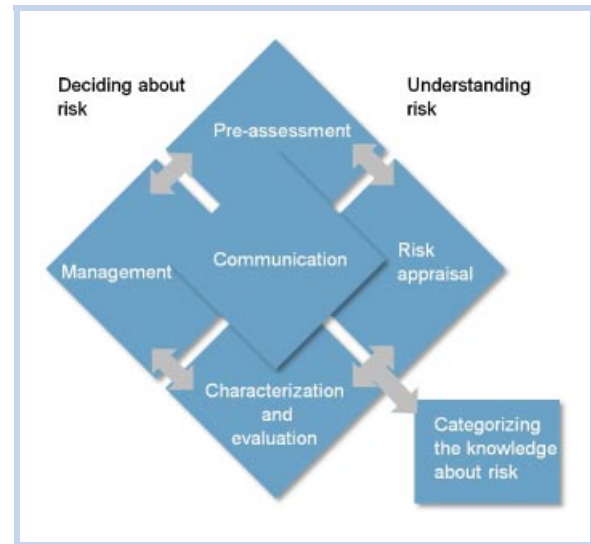 Deciding about
risk
Understanding
risk
Pre-assessment
Management
Communication
Risk
appraisal
Characterization
and
evaluation
Categorizing
the knowledge
about risk